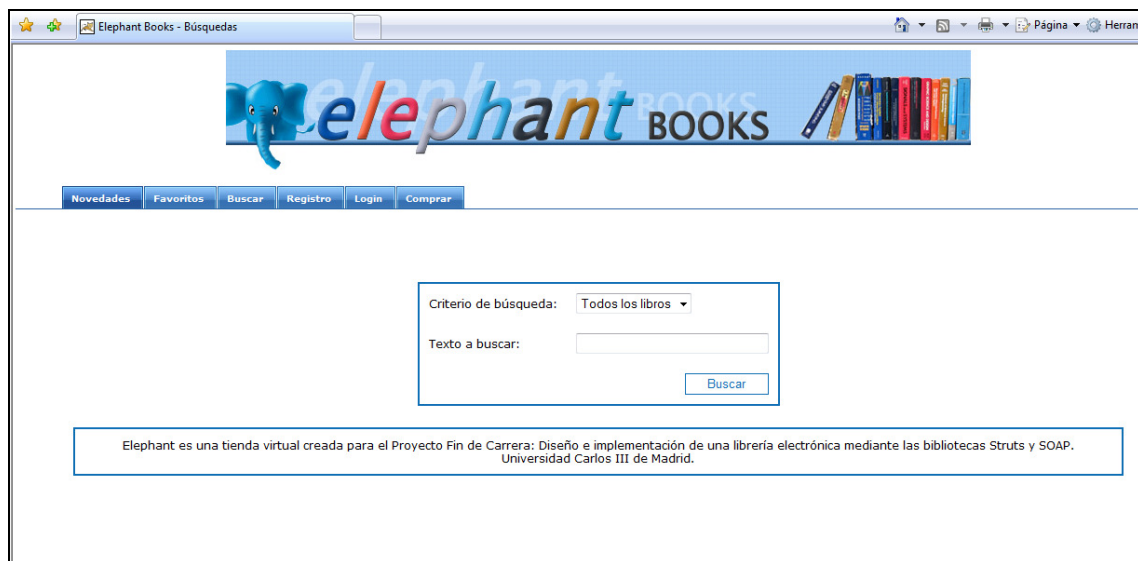 Elephant Books - Búsquedas
Página
Herran
elephant
BOOKS
elephant BOOKS
Novedades Favoritos Buscar Registro Login Comprar
Criterio de búsqueda: Todos los libros
Texto a buscar:
Buscar
Elephant es una tienda virtual creada para el Proyecto Fin de Carrera: Diseño e implementación de una librería electrónica mediante las bibliotecas Struts y SOAP.
Universidad Carlos III de Madrid.